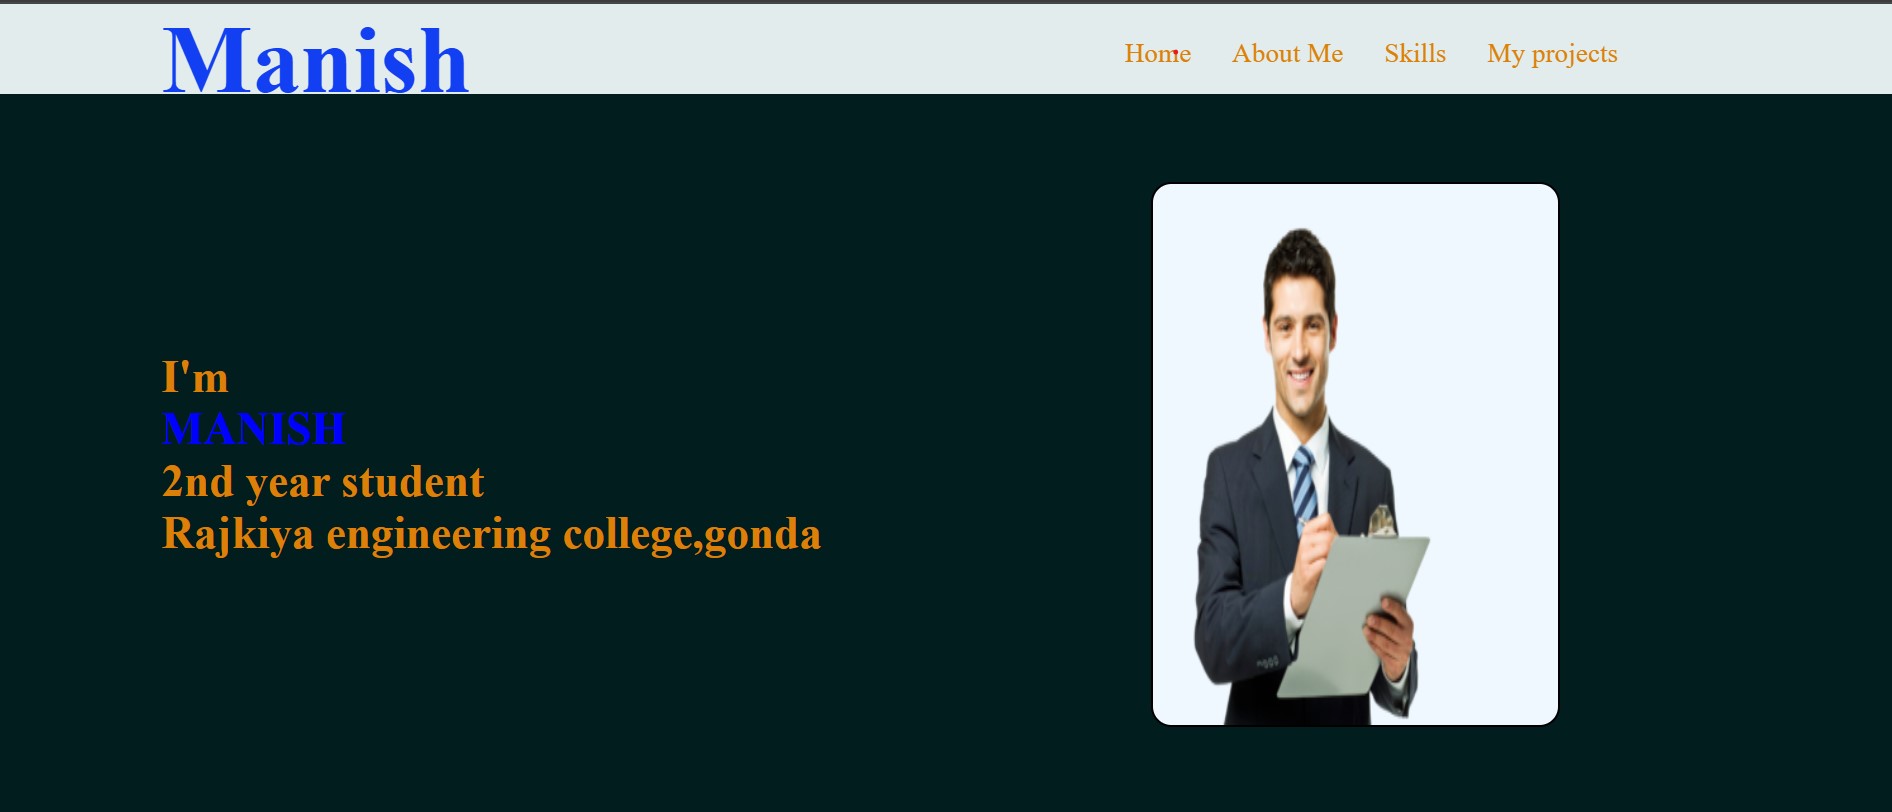 Manish
Home About Me Skills My projects
I'm
MANISH
2nd year student
Rajkiya engineering college,gonda